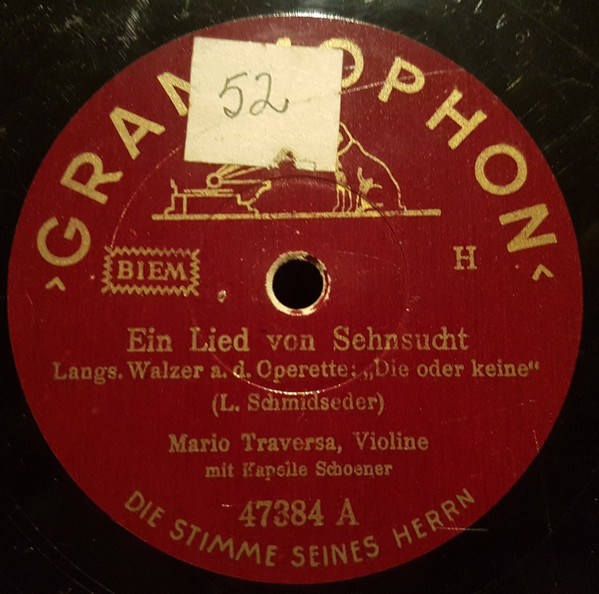 ›GRAMMOPHON‹
52
BIEM
H
Ein Lied von Sehnsucht
Langs. Walzer a. d. Operette: „Die oder keine“
(L. Schmidseder)
Mario Traversa, Violine
mit Kapelle Schoener
47384 A
DIE STIMME SEINES HERRN